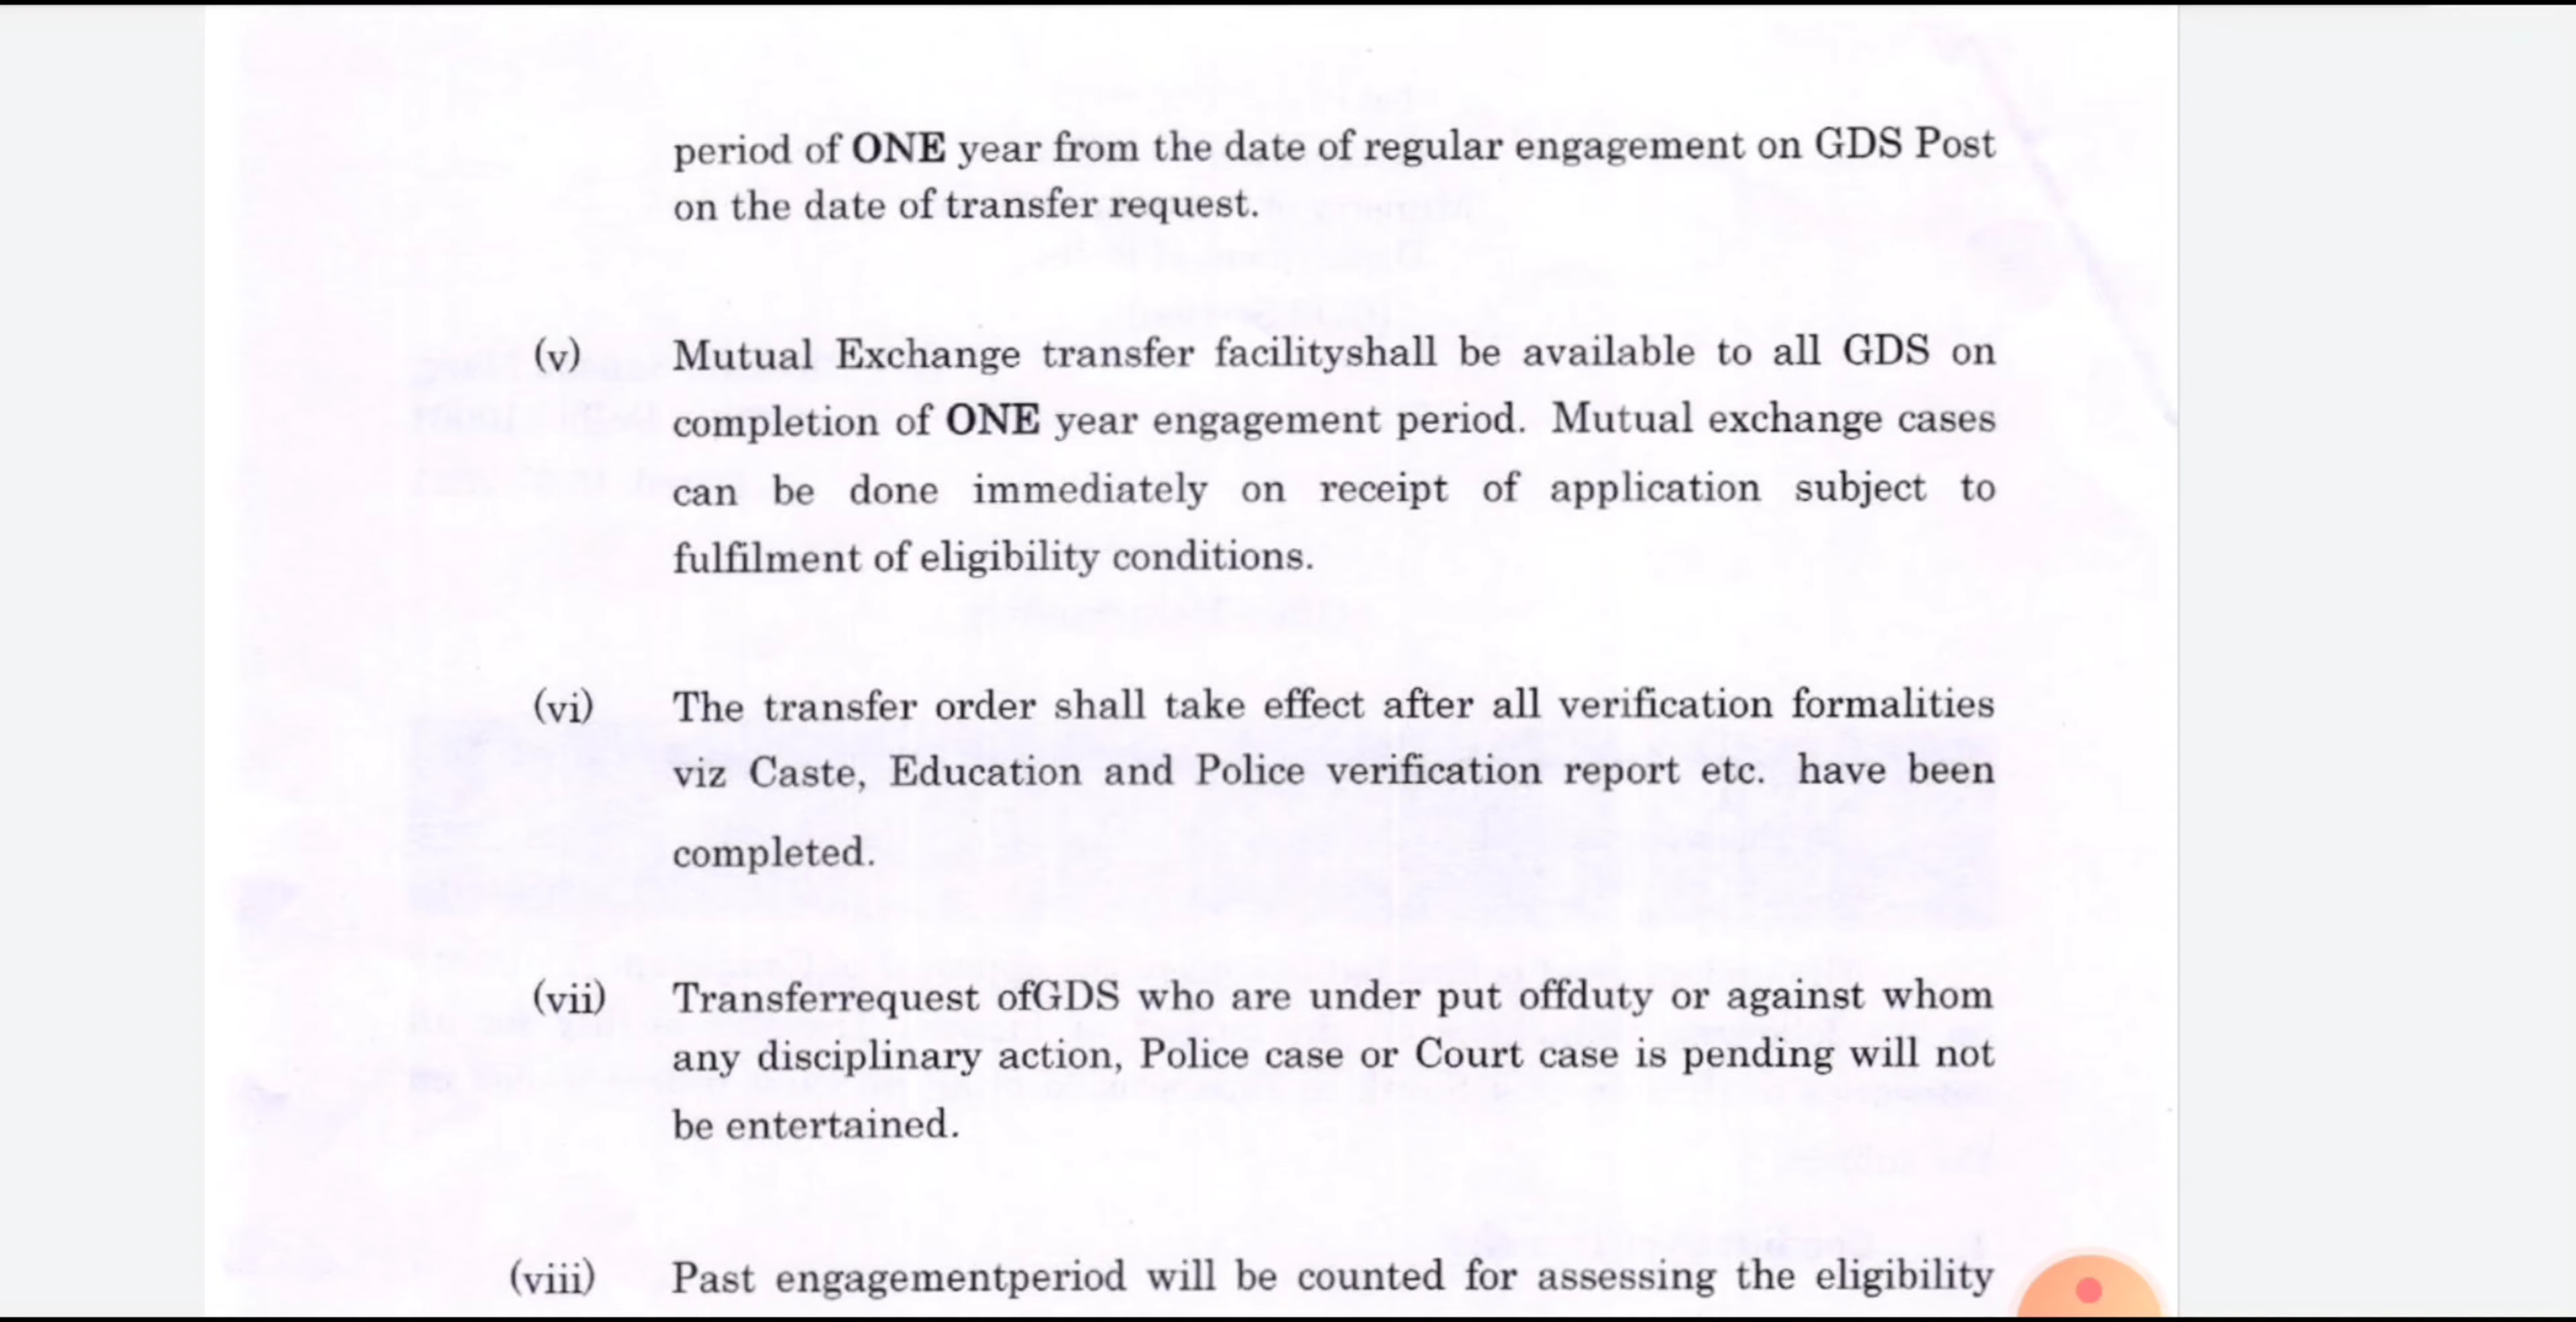 period of ONE year from the date of regular engagement on GDS Post
on the date of transfer request.
(v) Mutual Exchange transfer facilityshall be available to all GDS on
completion of ONE year engagement period. Mutual exchange cases
can be done immediately on receipt of application subject to
fulfilment of eligibility conditions.
(vi) The transfer order shall take effect after all verification formalities
viz Caste, Education and Police verification report etc. have been
completed.
(vii) Transferrequest ofGDS who are under put offduty or against whom
any disciplinary action, Police case or Court case is pending will not
be entertained.
(viii) Past engagementperiod will be counted for assessing the eligibility